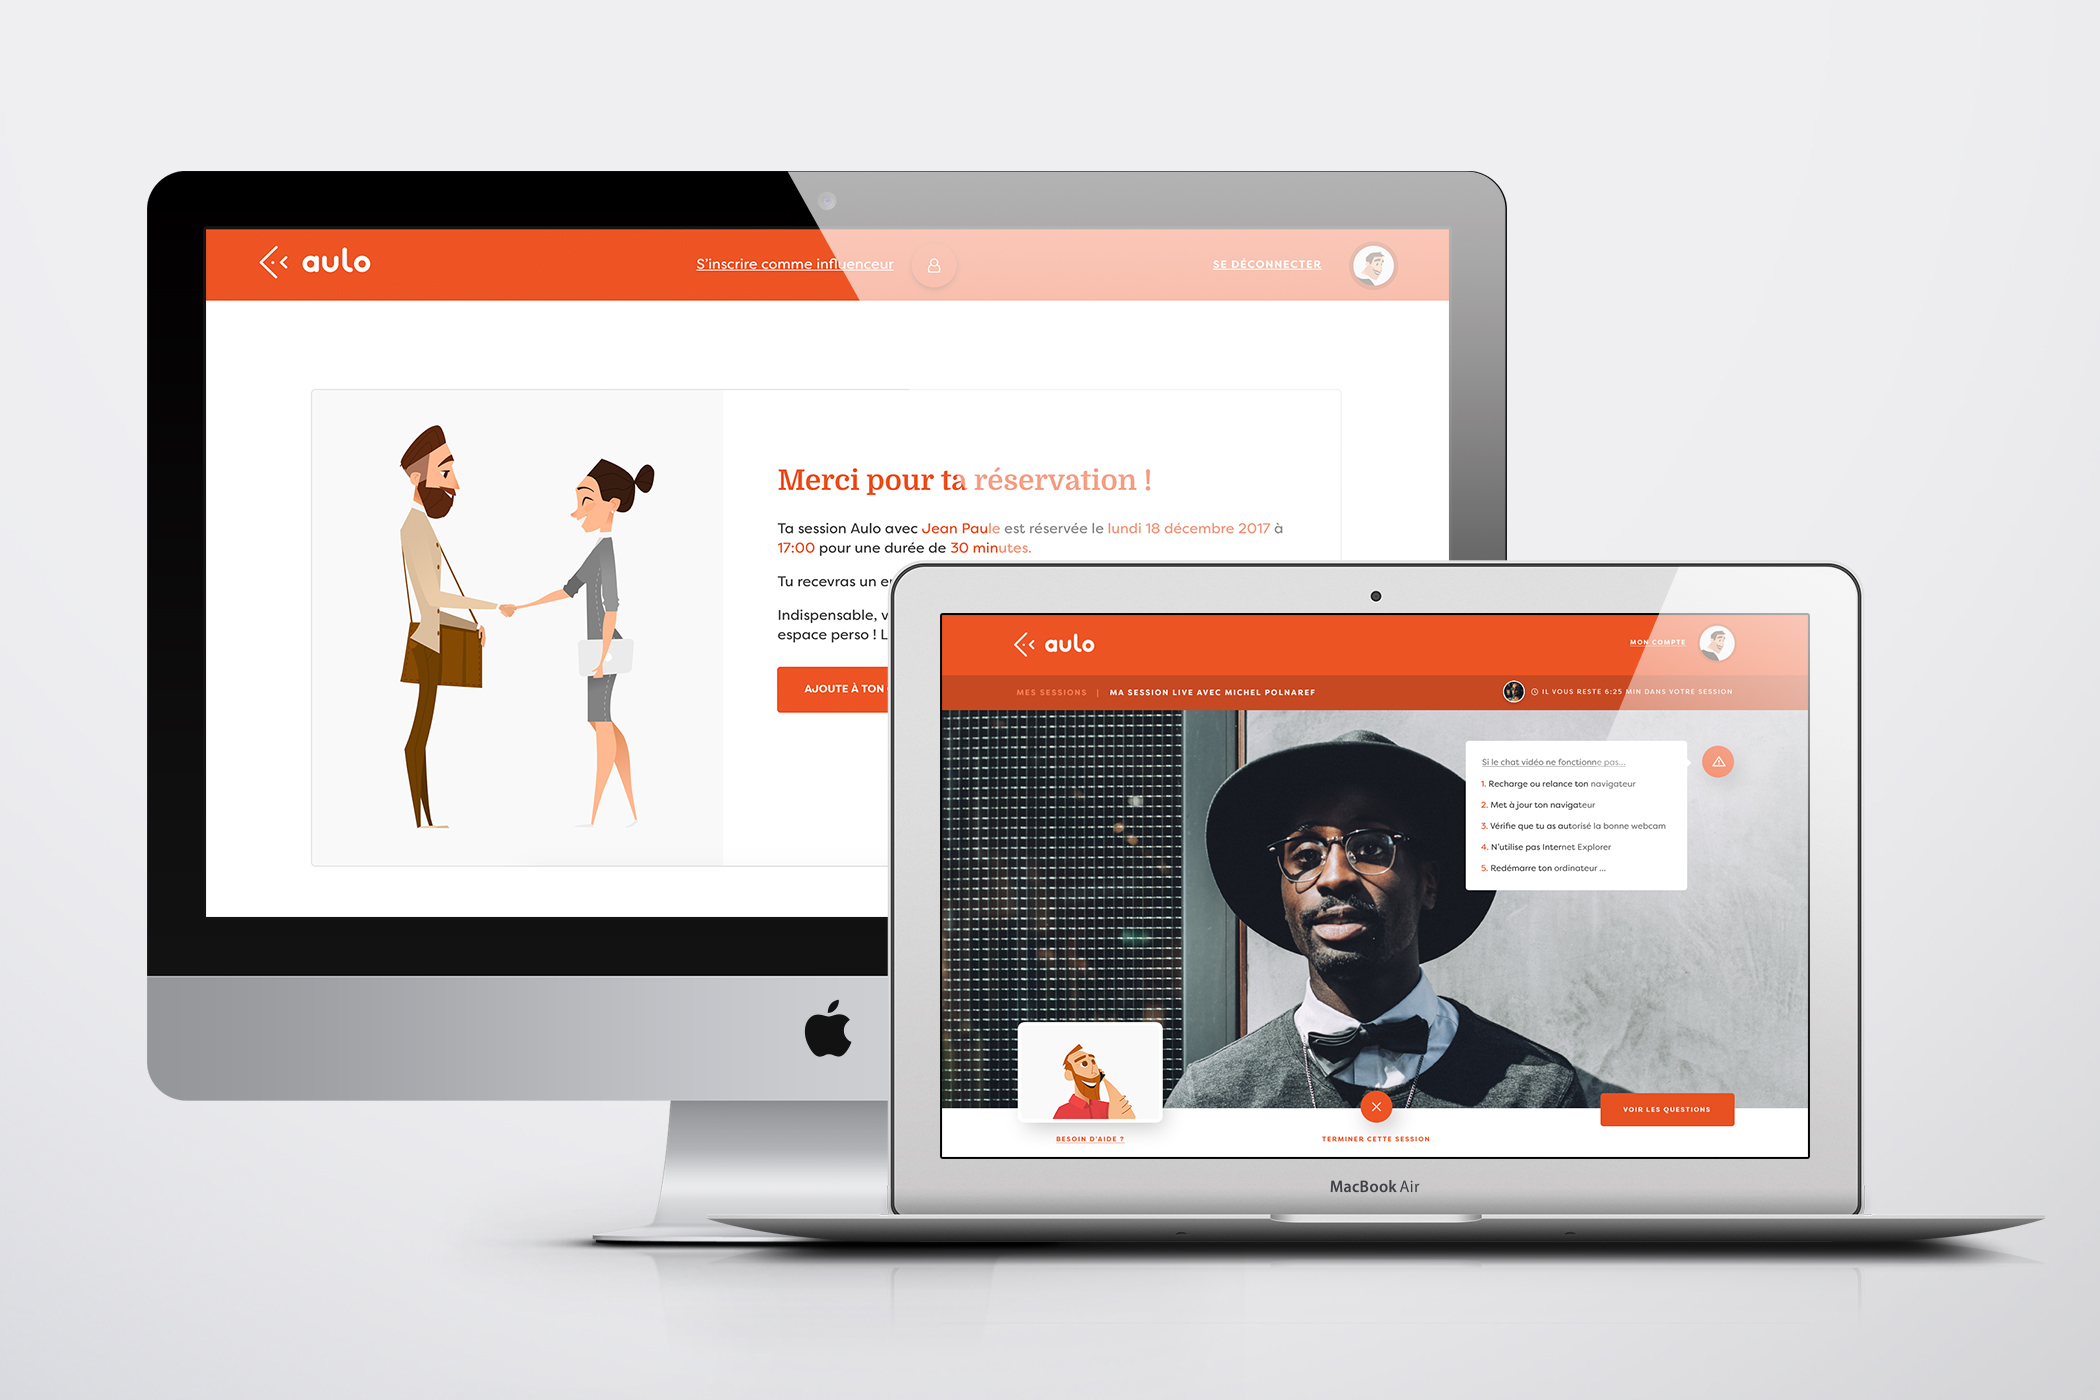 aulo
S'inscrire comme influenceur
SE DÉCONNECTER
Merci pour ta réservation !
Ta session Aulo avec Jean Paule est réservée le lundi 18 décembre 2017 à
17:00 pour une durée de 30 minutes.
Tu recevras un
Indispensable,
espace perso !
AJOUTE À TON
aulo
MON COMPTE
MES SESSIONS | MA SESSION LIVE AVEC MICHEL POLNAREF
IL VOUS RESTE 6:25 MIN DANS VOTRE SESSION
Si le chat vidéo ne fonctionne pas...
1. Recharge ou relance ton navigateur
2. Met à jour ton navigateur
3. Vérifie que tu as autorisé la bonne webcam
4. N'utilise pas Internet Explorer
5. Redémarre ton ordinateur ...
BESOIN D'AIDE ?
TERMINER CETTE SESSION
VOIR LES QUESTIONS
MacBook Air